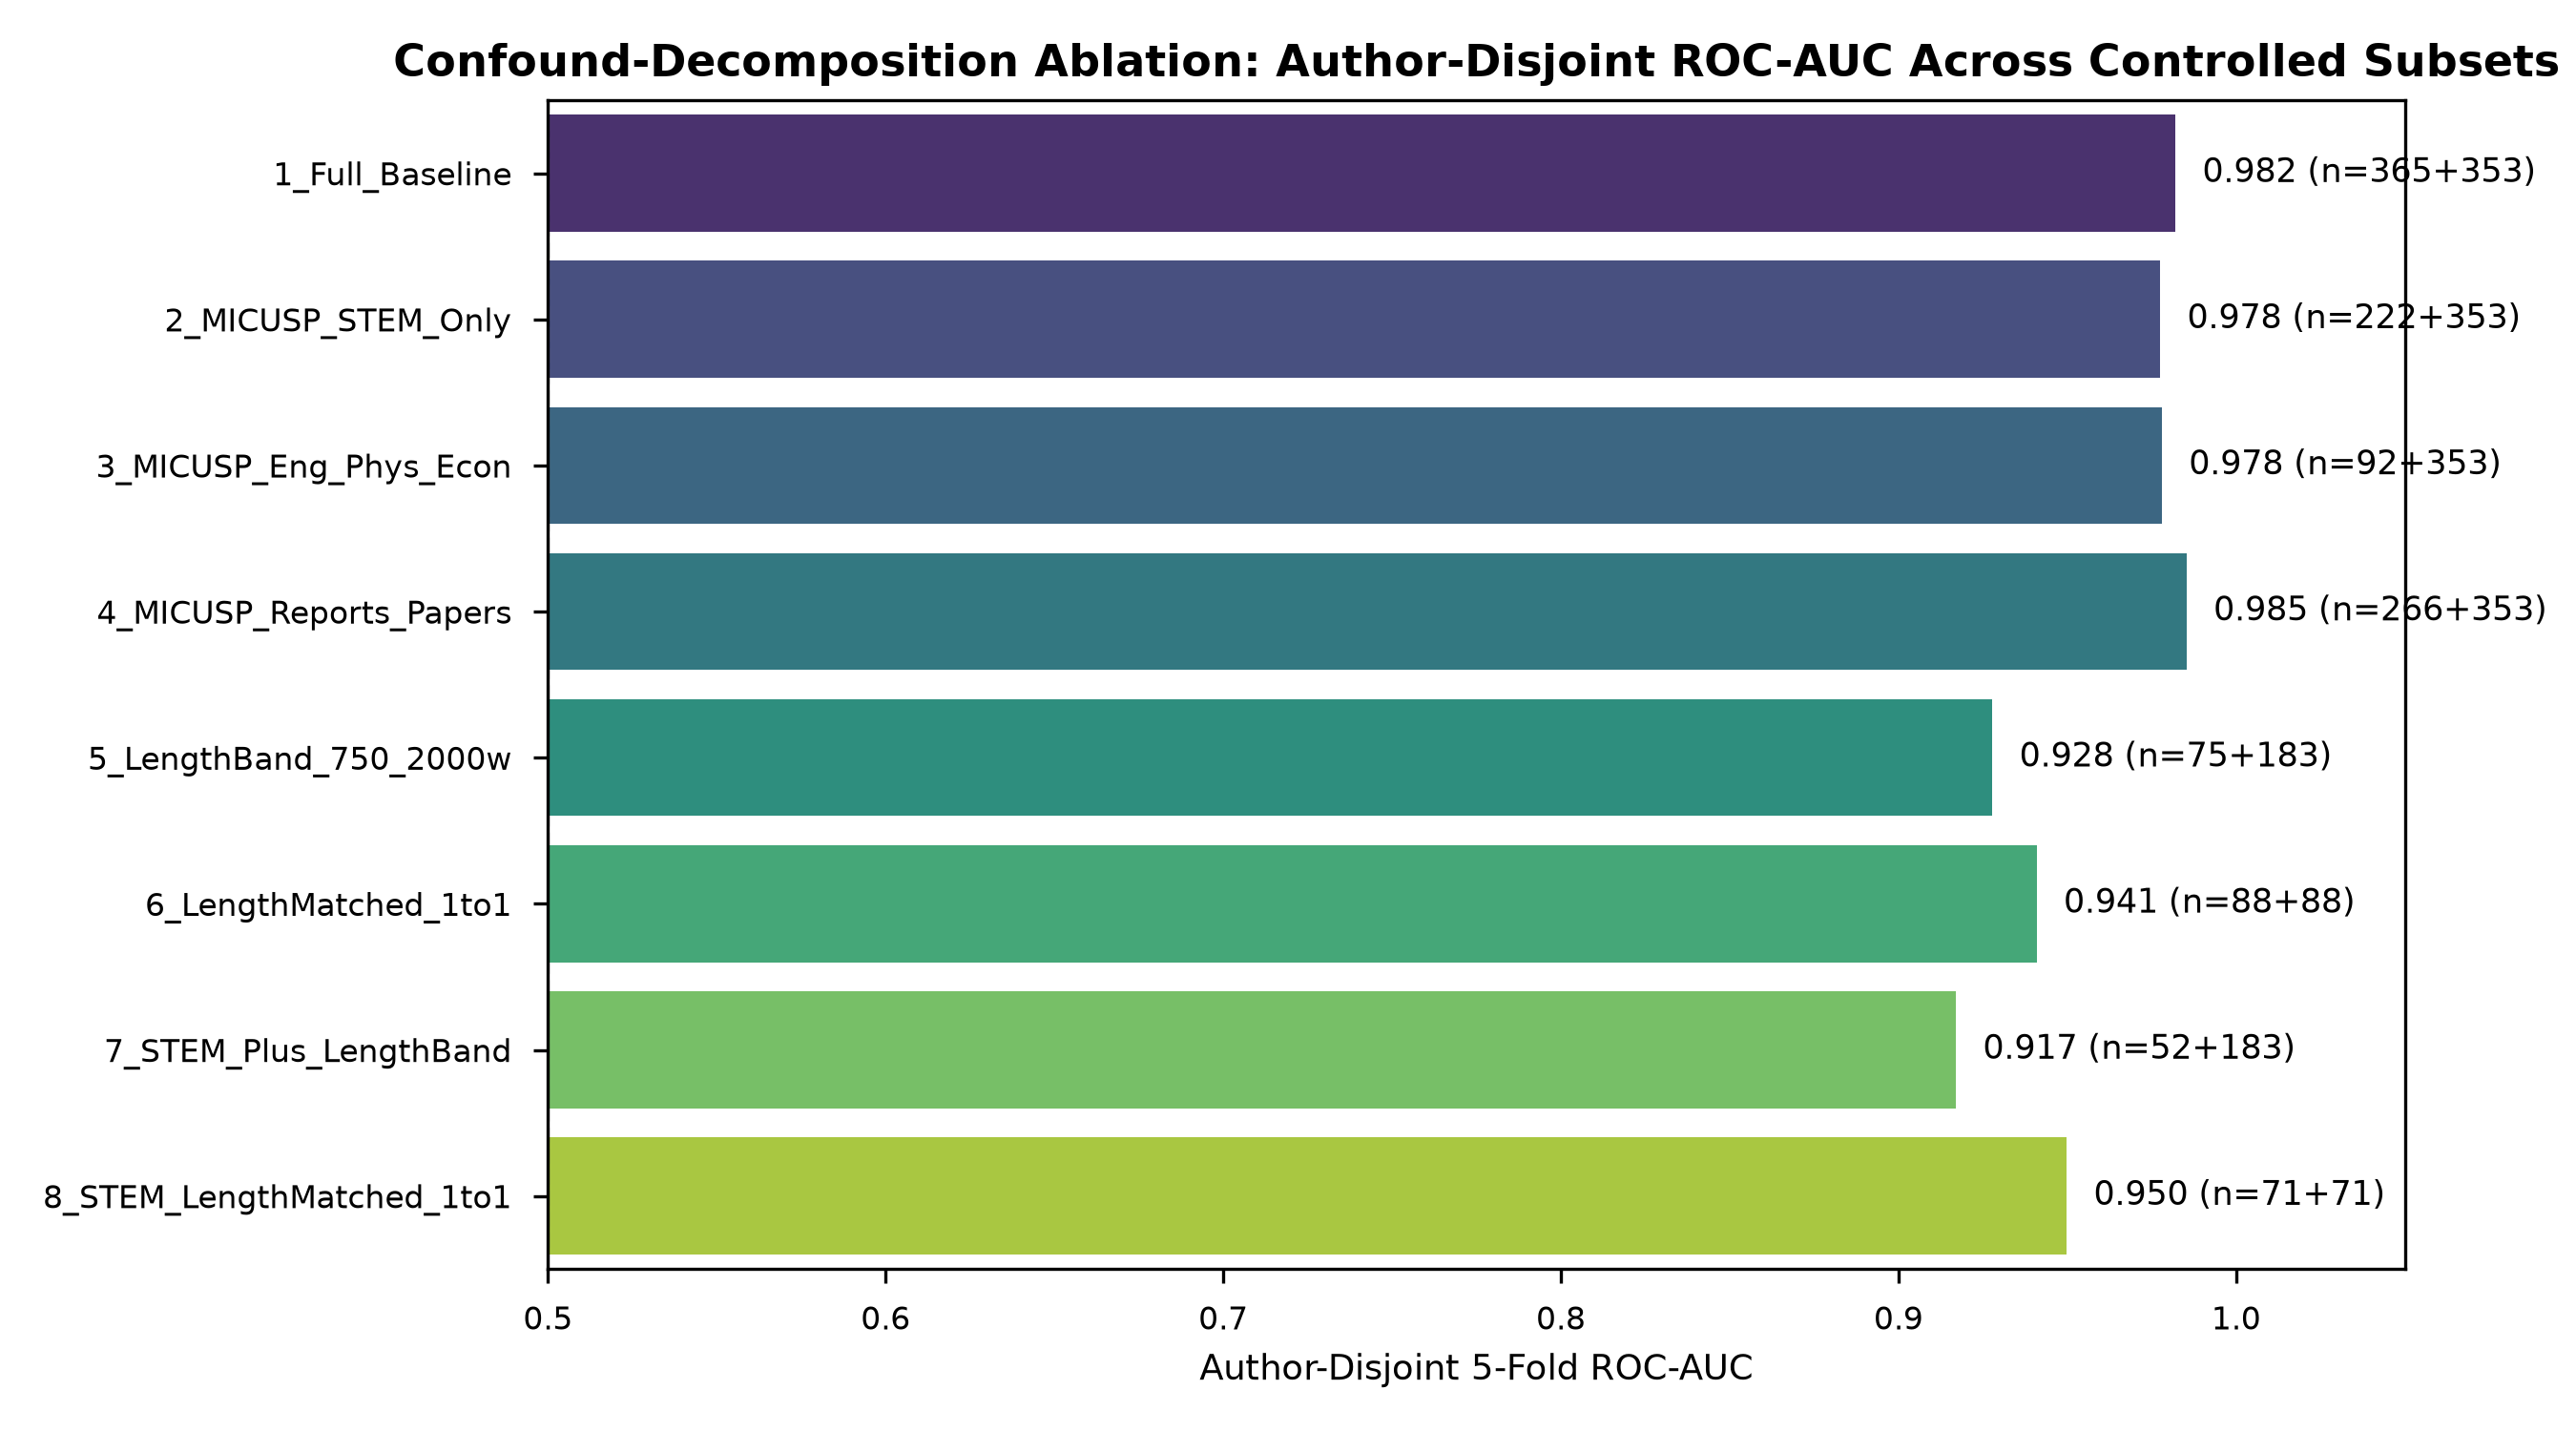 Confound-Decomposition Ablation: Author-Disjoint ROC-AUC Across Controlled Subsets
1_Full_Baseline 0.982 (n=365+353)
2_MICUSP_STEM_Only 0.978 (n=222+353)
3_MICUSP_Eng_Phys_Econ 0.978 (n=92+353)
4_MICUSP_Reports_Papers 0.985 (n=266+353)
5_LengthBand_750_2000w 0.928 (n=75+183)
6_LengthMatched_1to1 0.941 (n=88+88)
7_STEM_Plus_LengthBand 0.917 (n=52+183)
8_STEM_LengthMatched_1to1 0.950 (n=71+71)
0.5 0.6 0.7 0.8 0.9 1.0
Author-Disjoint 5-Fold ROC-AUC